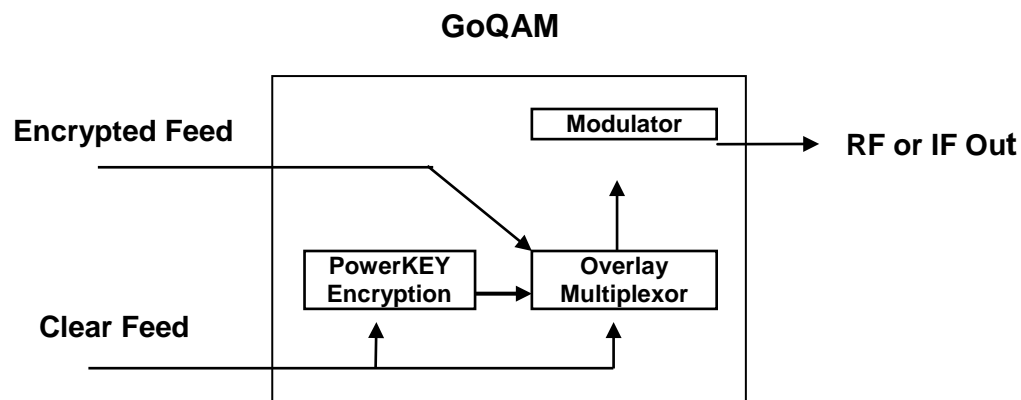 GoQAM
Encrypted Feed
Modulator
RF or IF Out
PowerKEY
Encryption
Overlay
Multiplexor
Clear Feed